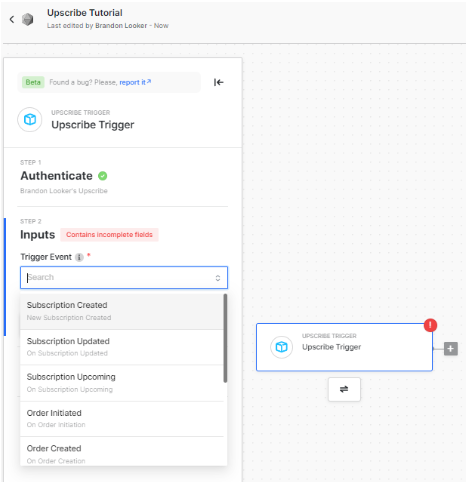 Upscribe Tutorial
Last edited by Brandon Looker - Now
Beta Found a bug? Please, report it↗
UPSCRIBE TRIGGER
Upscribe Trigger
STEP 1
Authenticate
Brandon Looker's Upscribe
STEP 2
Inputs Contains incomplete fields
Trigger Event i *
Search
Subscription Created
New Subscription Created
Subscription Updated
On Subscription Updated
Subscription Upcoming
On Subscription Upcoming
Order Initiated
On Order Initiation
Order Created
On Order Creation
!
UPSCRIBE TRIGGER
Upscribe Trigger
+